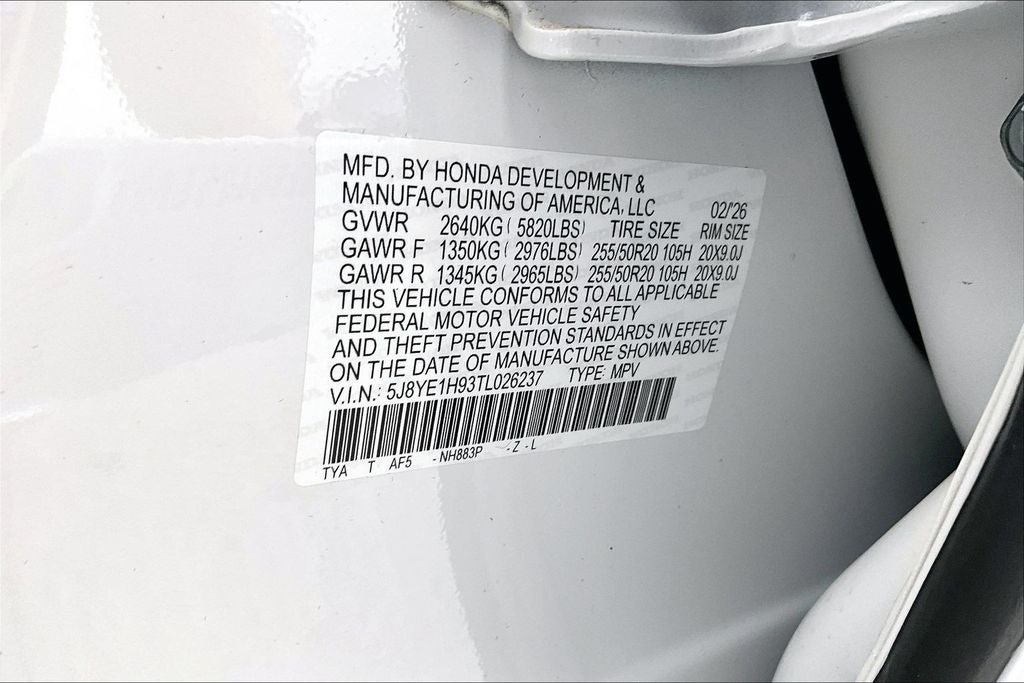 MFD. BY HONDA DEVELOPMENT &
MANUFACTURING OF AMERICA, LLC 02/'26
GVWR 2640KG ( 5820LBS) TIRE SIZE RIM SIZE
GAWR F 1350KG ( 2976LBS) 255/50R20 105H 20X9.0J
GAWR R 1345KG ( 2965LBS) 255/50R20 105H 20X9.0J
THIS VEHICLE CONFORMS TO ALL APPLICABLE
FEDERAL MOTOR VEHICLE SAFETY
AND THEFT PREVENTION STANDARDS IN EFFECT
ON THE DATE OF MANUFACTURE SHOWN ABOVE.
V.I.N.: 5J8YE1H93TL026237 TYPE: MPV
TYA T AF5 - NH883P - Z - L